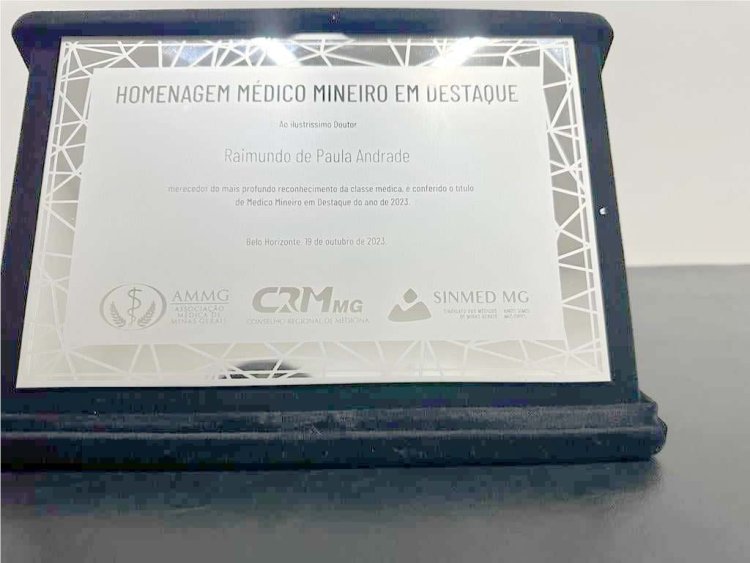 HOMENAGEM MÉDICO MINEIRO EM DESTAQUE
Ao ilustríssimo Doutor
Raimundo de Paula Andrade
merecedor do mais profundo reconhecimento da classe médica, é conferido o título
de Médico Mineiro em Destaque do ano de 2023.
Belo Horizonte, 19 de outubro de 2023.
AMMG
ASSOCIAÇÃO
MÉDICA DE
MINAS GERAIS
CRMMG
CONSELHO REGIONAL DE MEDICINA
SINMED MG
SINDICATO DOS MÉDICOS
DE MINAS GERAIS